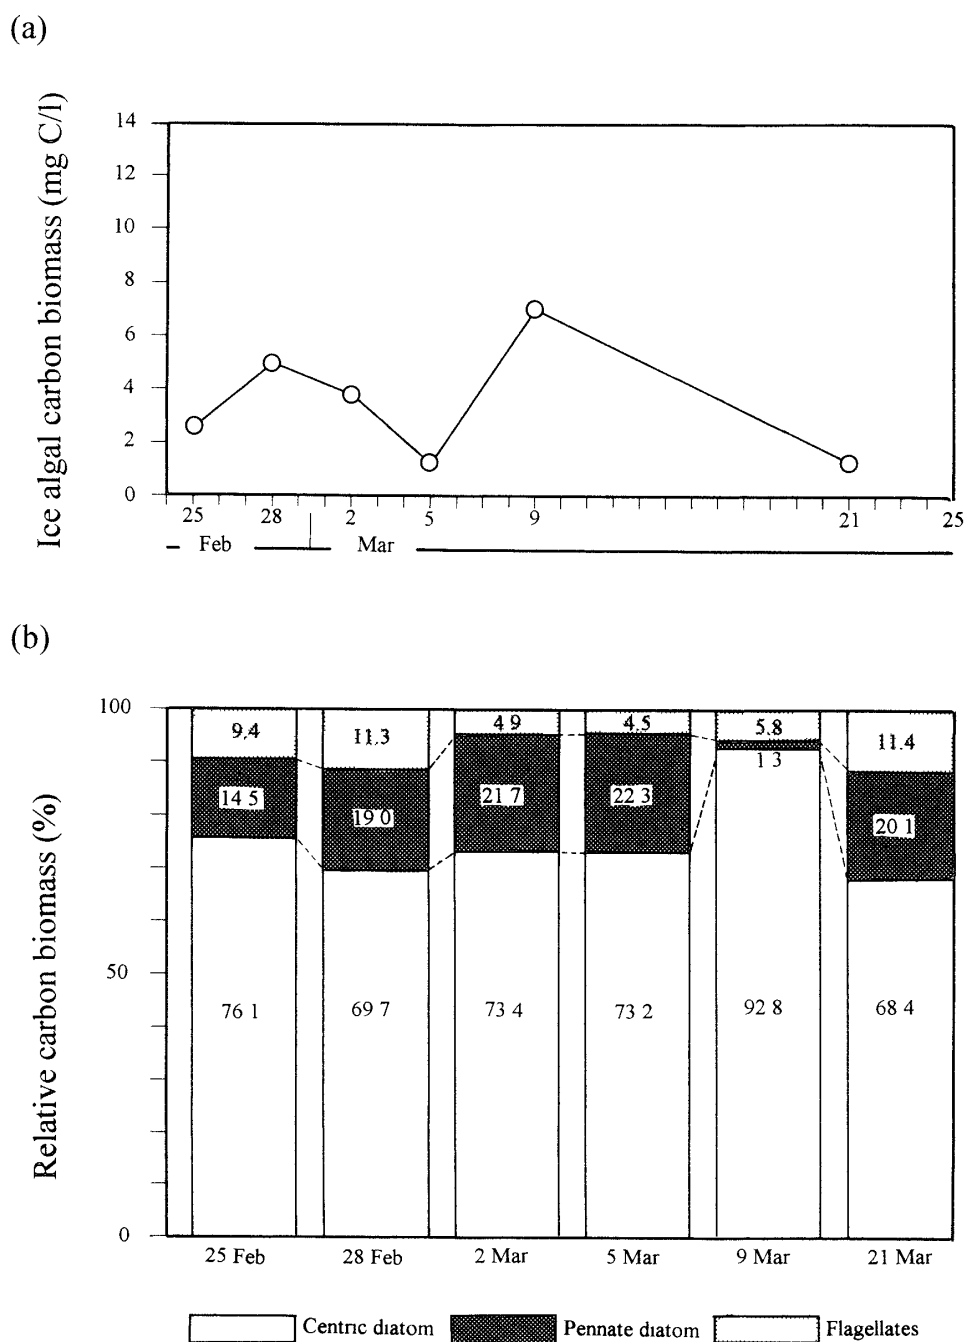 (a)
Ice algal carbon biomass (mg C/l)
14
12
10
8
6
4
2
0
25 28 2 5 9 21 25
Feb Mar
(b)
Relative carbon biomass (%)
100
50
0
9.4 11.3 4 9 4.5 5.8 11.4
14 5 19 0 21 7 22 3 1 3 20 1
76 1 69 7 73 4 73 2 92 8 68 4
25 Feb 28 Feb 2 Mar 5 Mar 9 Mar 21 Mar
Centric diatom Pennate diatom Flagellates